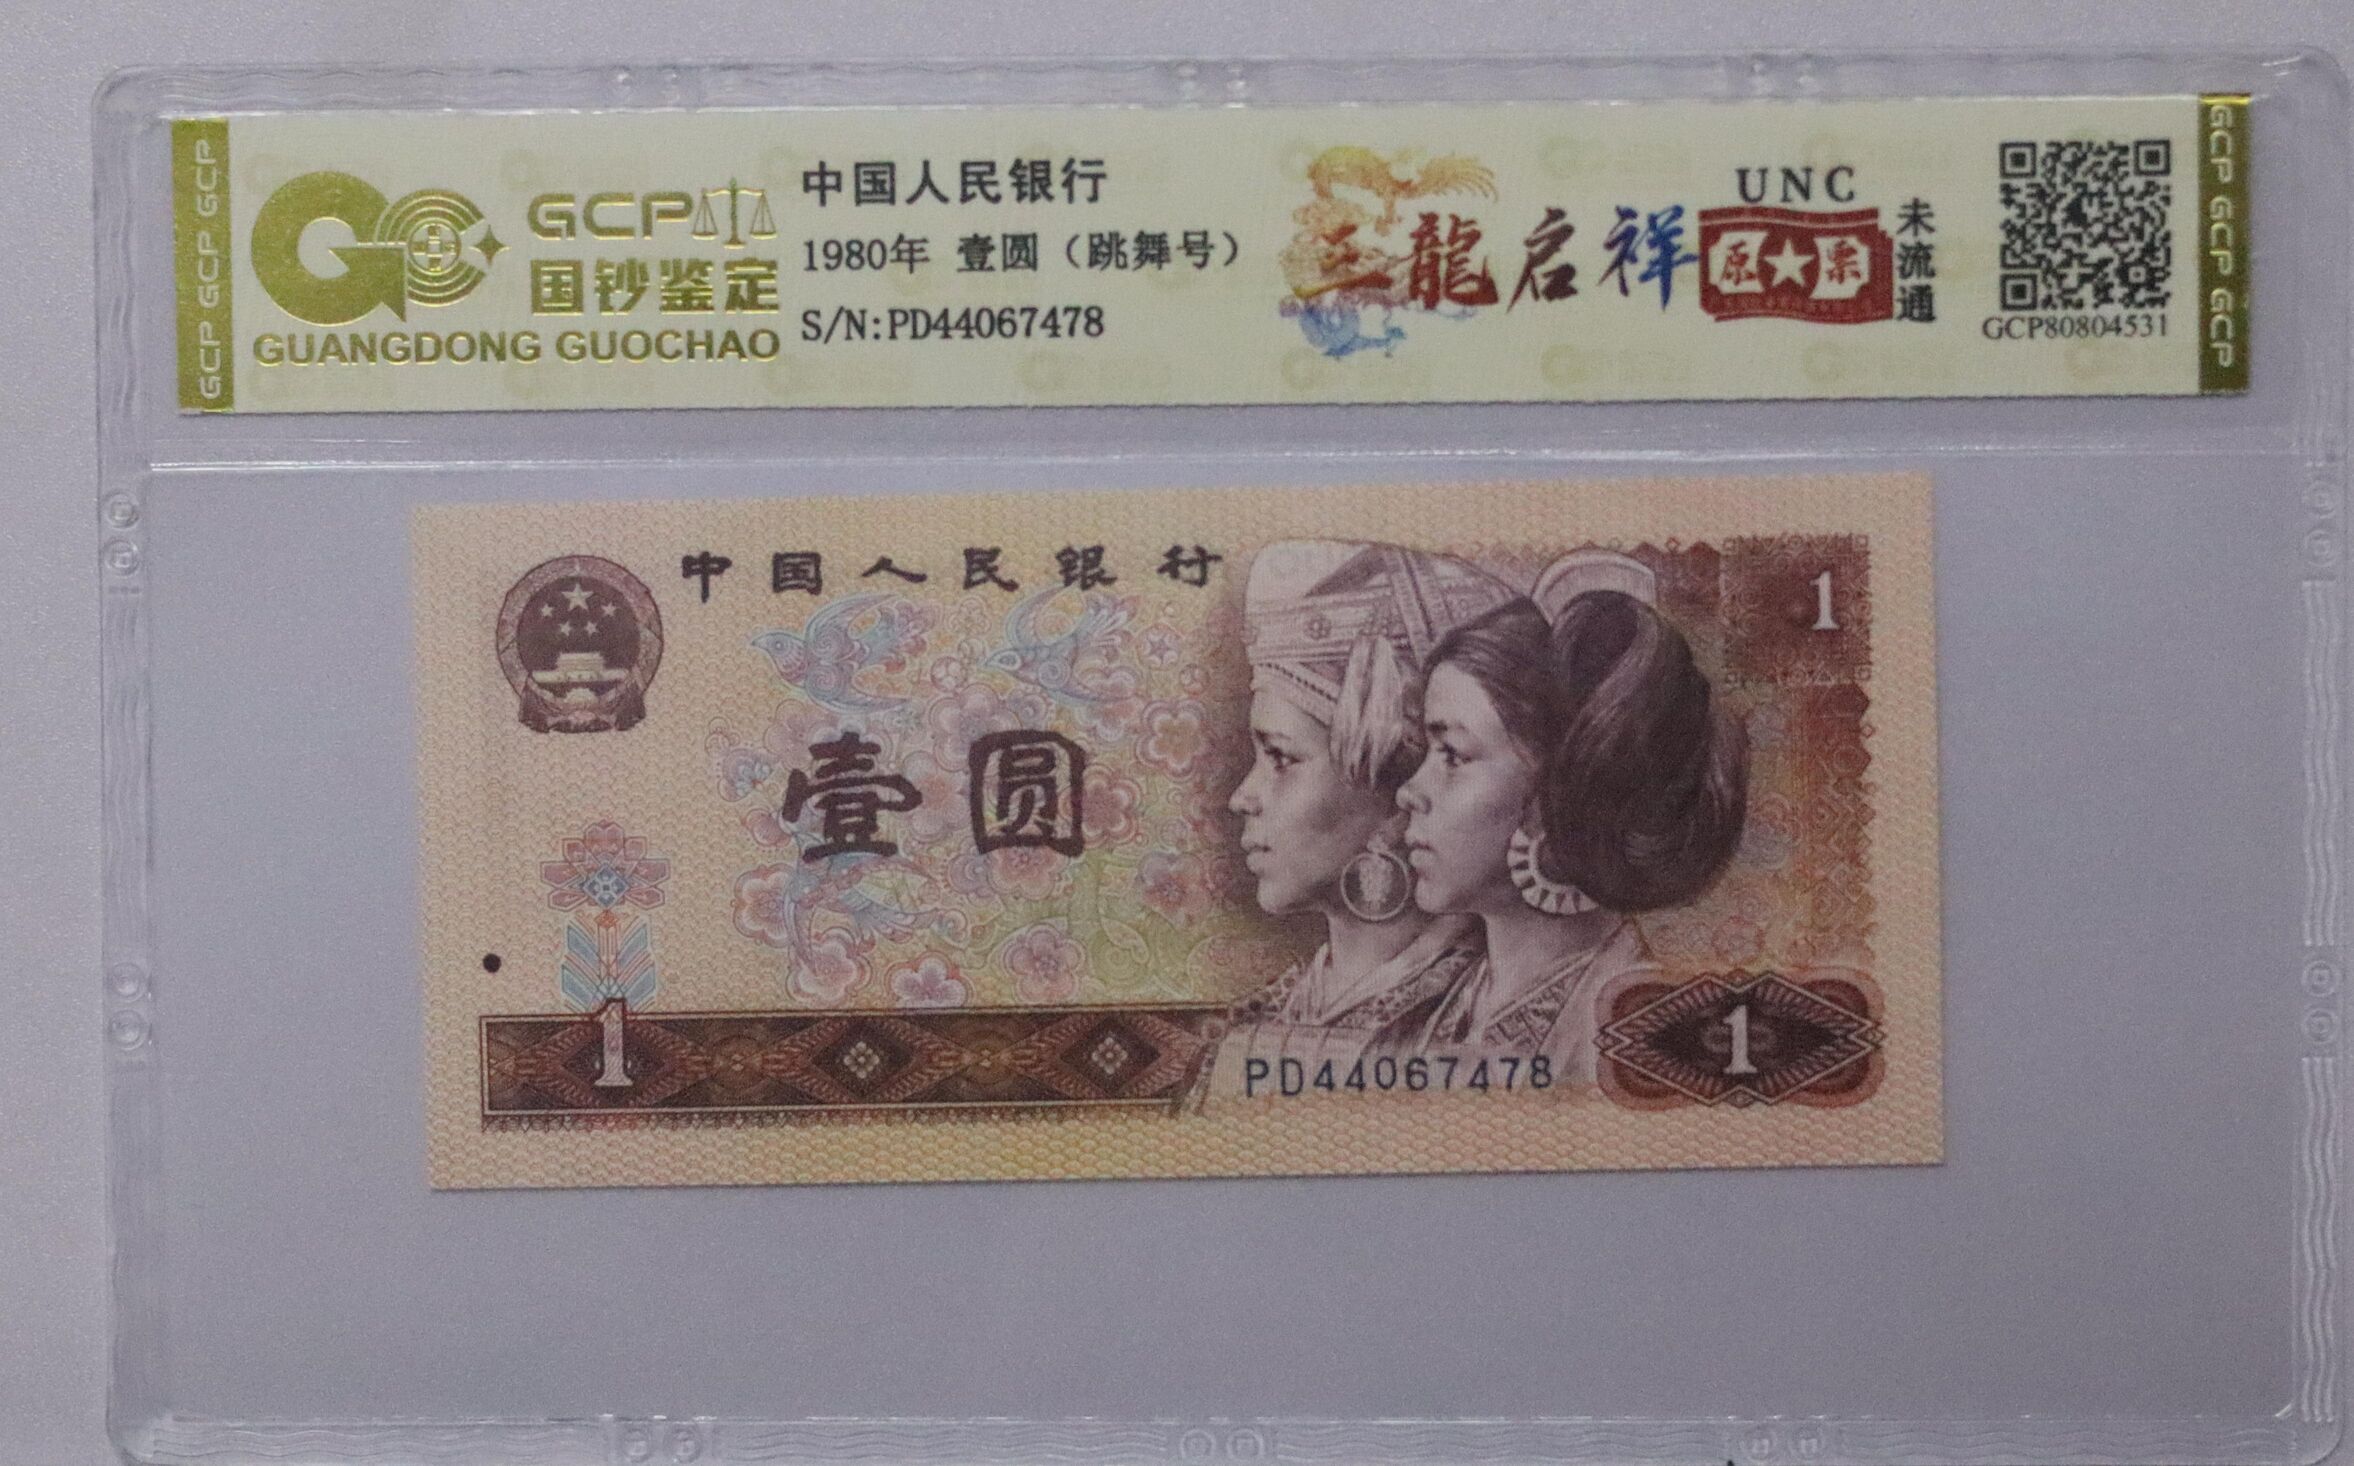 GCP GCP GCP
GCP
国钞鉴定
GUANGDONG GUOCHAO
中国人民银行
1980年 壹圆（跳舞号）
S/N:PD44067478
三龍启祥
UNC
原★票
未流通
GCP80804531
GCP GCP GCP
中国人民银行
1
壹圆
1
PD44067478
1